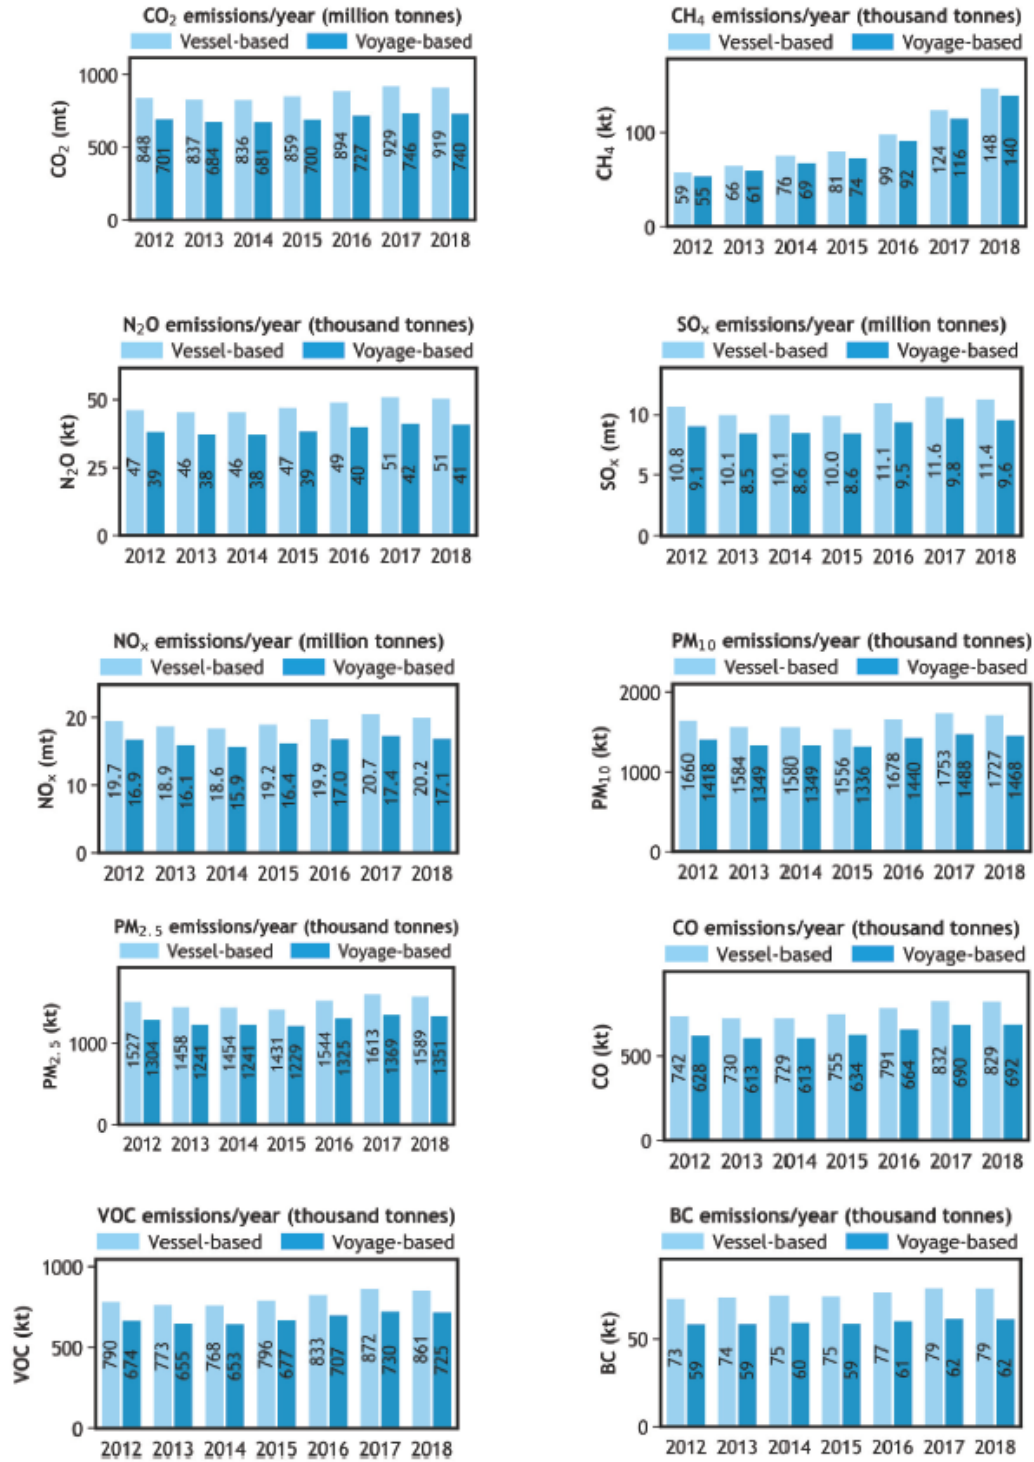 CO₂ emissions/year (million tonnes)
Vessel-based Voyage-based
CO₂ (mt)
1000
500
0
848 701 837 684 836 681 859 700 894 727 929 746 919 740
2012 2013 2014 2015 2016 2017 2018
CH₄ emissions/year (thousand tonnes)
Vessel-based Voyage-based
CH₄ (kt)
100
0
59 55 66 61 76 69 81 74 99 92 124 116 148 140
2012 2013 2014 2015 2016 2017 2018
N₂O emissions/year (thousand tonnes)
Vessel-based Voyage-based
N₂O (kt)
50
25
0
47 39 46 38 46 38 47 39 49 40 51 42 51 41
2012 2013 2014 2015 2016 2017 2018
SOₓ emissions/year (million tonnes)
Vessel-based Voyage-based
SOₓ (mt)
10
5
0
10.8 9.1 10.1 8.5 10.1 8.6 10.0 8.6 11.1 9.5 11.6 9.8 11.4 9.6
2012 2013 2014 2015 2016 2017 2018
NOₓ emissions/year (million tonnes)
Vessel-based Voyage-based
NOₓ (mt)
20
10
0
19.7 16.9 18.9 16.1 18.6 15.9 19.2 16.4 19.9 17.0 20.7 17.4 20.2 17.1
2012 2013 2014 2015 2016 2017 2018
PM₁₀ emissions/year (thousand tonnes)
Vessel-based Voyage-based
PM₁₀ (kt)
2000
1000
0
1660 1418 1584 1349 1580 1349 1556 1336 1678 1440 1753 1488 1727 1468
2012 2013 2014 2015 2016 2017 2018
PM₂.₅ emissions/year (thousand tonnes)
Vessel-based Voyage-based
PM₂.₅ (kt)
1000
0
1527 1304 1458 1241 1454 1241 1431 1229 1544 1325 1613 1369 1589 1351
2012 2013 2014 2015 2016 2017 2018
CO emissions/year (thousand tonnes)
Vessel-based Voyage-based
CO (kt)
500
0
742 628 730 613 729 613 755 634 791 664 832 690 829 692
2012 2013 2014 2015 2016 2017 2018
VOC emissions/year (thousand tonnes)
Vessel-based Voyage-based
VOC (kt)
1000
500
0
790 674 773 655 768 653 796 677 833 707 872 730 861 725
2012 2013 2014 2015 2016 2017 2018
BC emissions/year (thousand tonnes)
Vessel-based Voyage-based
BC (kt)
50
0
73 59 74 59 75 60 75 59 77 61 79 62 79 62
2012 2013 2014 2015 2016 2017 2018